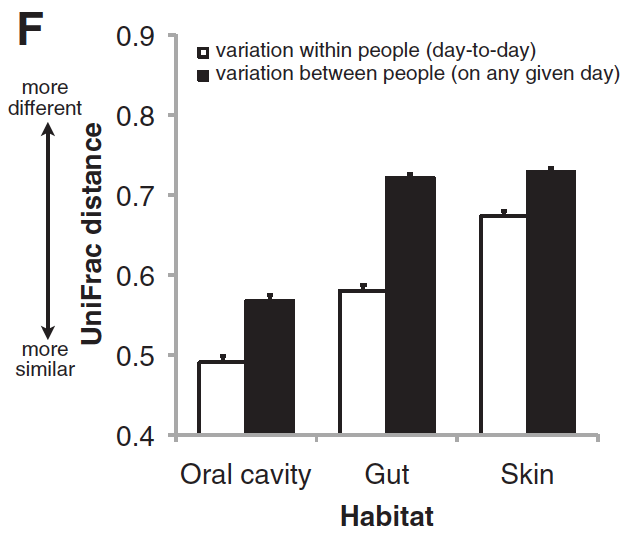 F
0.9
0.8
0.7
0.6
0.5
0.4
more
different
more
similar
UniFrac distance
variation within people (day-to-day)
variation between people (on any given day)
Oral cavity
Gut
Skin
Habitat